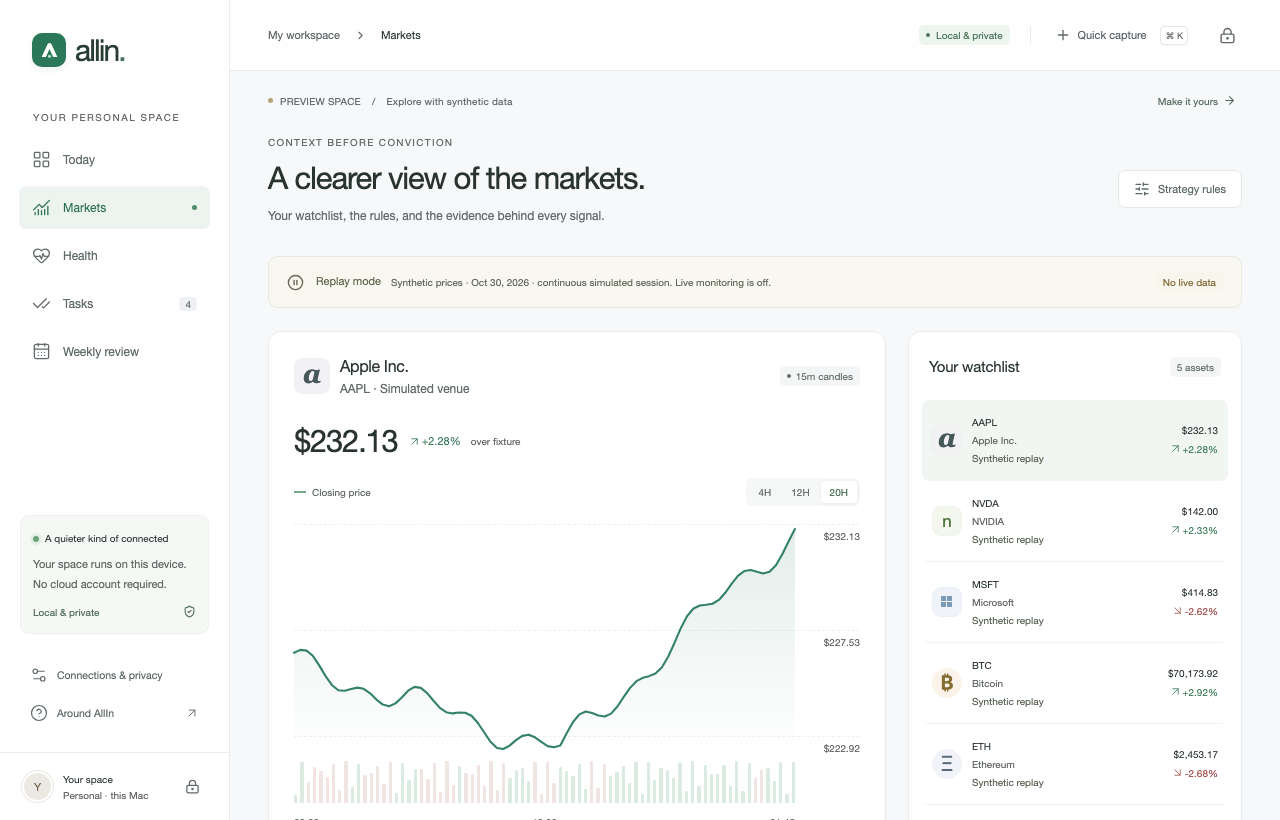 allin.
YOUR PERSONAL SPACE
Today
Markets
Health
Tasks 4
Weekly review
A quieter kind of connected
Your space runs on this device.
No cloud account required.
Local & private
Connections & privacy
Around AllIn
Y
Your space
Personal · this Mac
My workspace > Markets
Local & private
Quick capture ⌘ K
PREVIEW SPACE / Explore with synthetic data
Make it yours →
CONTEXT BEFORE CONVICTION
A clearer view of the markets.
Your watchlist, the rules, and the evidence behind every signal.
Strategy rules
Replay mode Synthetic prices · Oct 30, 2026 · continuous simulated session. Live monitoring is off.
No live data
a
Apple Inc.
AAPL · Simulated venue
15m candles
$232.13 +2.28% over fixture
Closing price
4H 12H 20H
$232.13
$227.53
$222.92
Your watchlist 5 assets
a
AAPL
Apple Inc.
Synthetic replay
$232.13
+2.28%
n
NVDA
NVIDIA
Synthetic replay
$142.00
+2.33%
MSFT
Microsoft
Synthetic replay
$414.83
-2.62%
BTC
Bitcoin
Synthetic replay
$70,173.92
+2.92%
ETH
Ethereum
Synthetic replay
$2,453.17
-2.68%